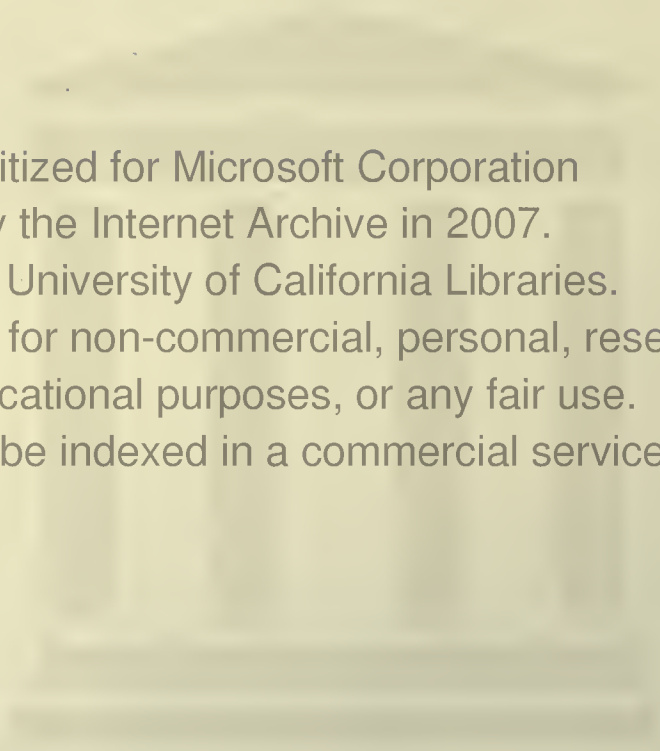 itized for Microsoft Corporation
y the Internet Archive in 2007.
University of California Libraries.
for non-commercial, personal, rese
cational purposes, or any fair use.
be indexed in a commercial service